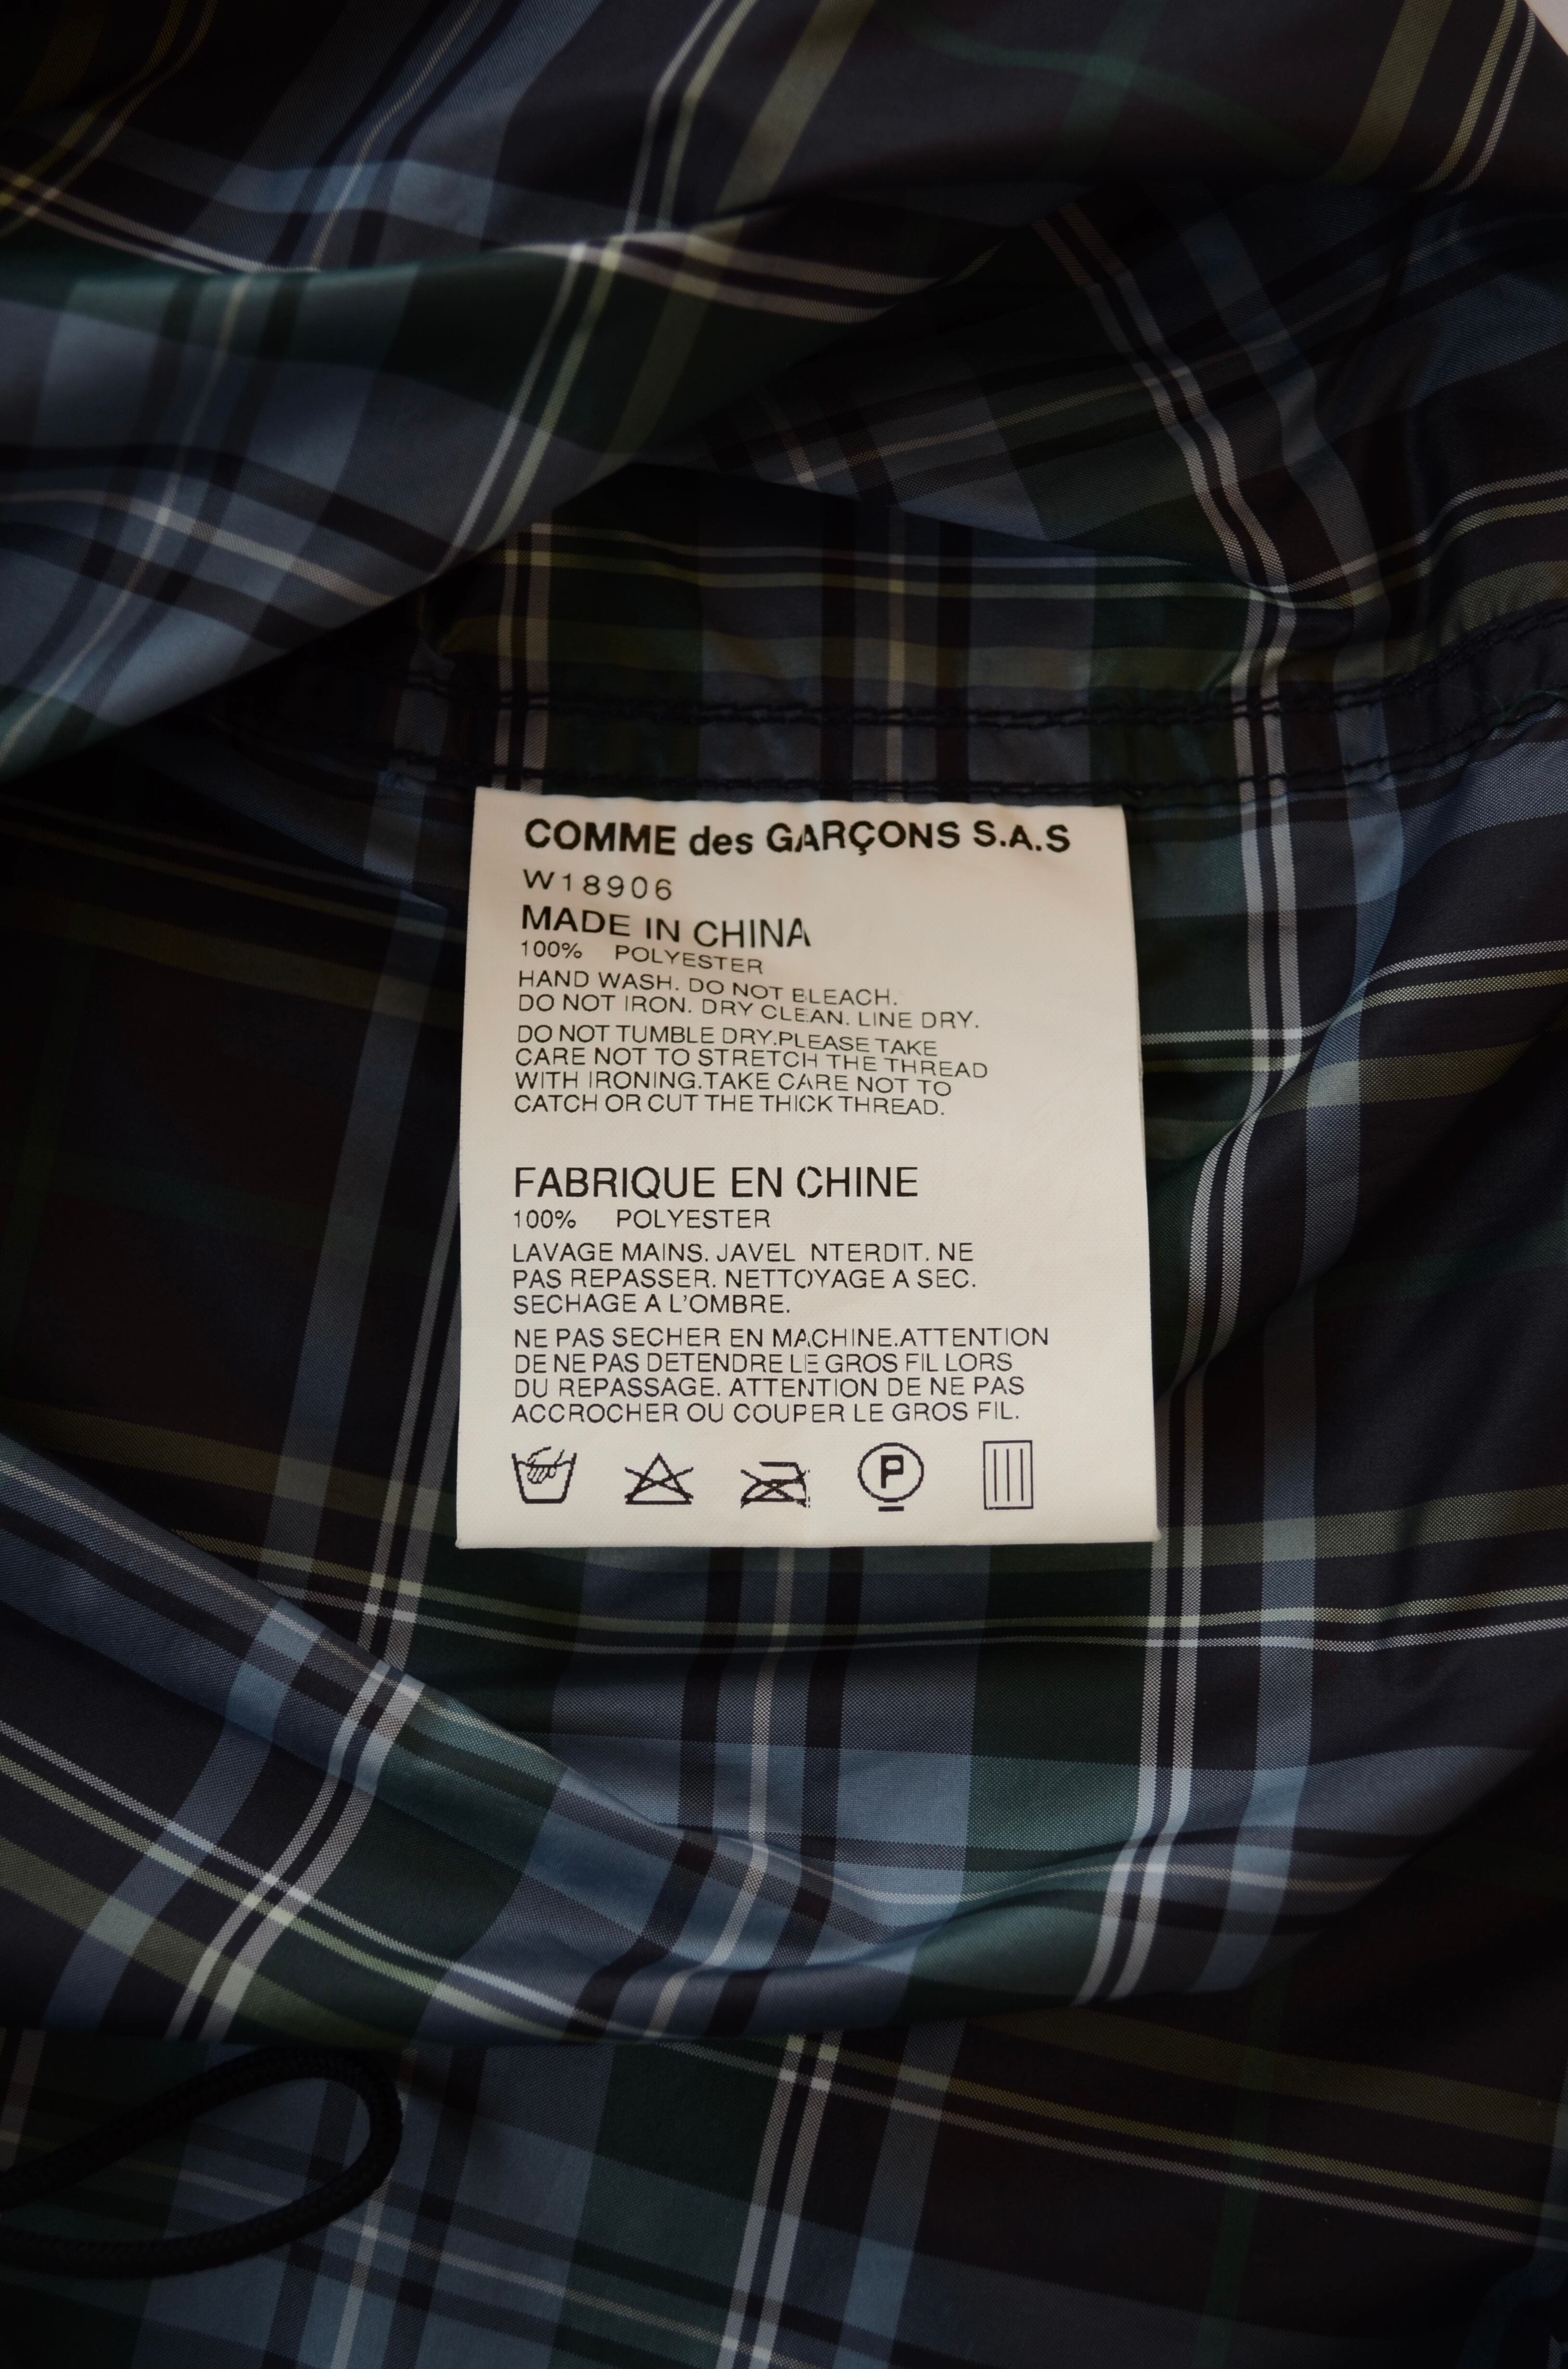 COMME des GARÇONS S.A.S
W18906
MADE IN CHINA
100% POLYESTER
HAND WASH. DO NOT BLEACH.
DO NOT IRON. DRY CLEAN. LINE DRY.
DO NOT TUMBLE DRY.PLEASE TAKE
CARE NOT TO STRETCH THE THREAD
WITH IRONING.TAKE CARE NOT TO
CATCH OR CUT THE THICK THREAD.
FABRIQUE EN CHINE
100% POLYESTER
LAVAGE MAINS. JAVEL NTERDIT. NE
PAS REPASSER. NETTOYAGE A SEC.
SECHAGE A L'OMBRE.
NE PAS SECHER EN MACHINE.ATTENTION
DE NE PAS DETENDRE LE GROS FIL LORS
DU REPASSAGE. ATTENTION DE NE PAS
ACCROCHER OU COUPER LE GROS FIL.
P